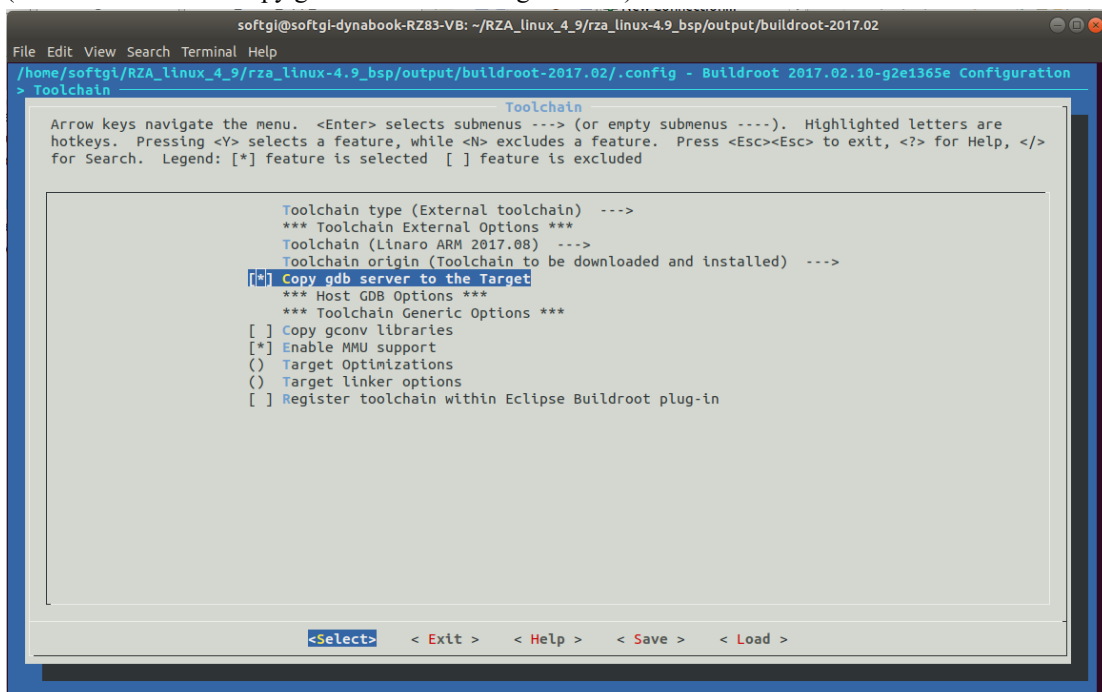 softgi@softgi-dynabook-RZ83-VB: ~/RZA_linux_4_9/rza_linux-4.9_bsp/output/buildroot-2017.02
File Edit View Search Terminal Help
/home/softgi/RZA_linux_4_9/rza_linux-4.9_bsp/output/buildroot-2017.02/.config - Buildroot 2017.02.10-g2e1365e Configuration
> Toolchain
Toolchain
Arrow keys navigate the menu. <Enter> selects submenus ---> (or empty submenus ----). Highlighted letters are
hotkeys. Pressing <Y> selects a feature, while <N> excludes a feature. Press <Esc><Esc> to exit, <?> for Help, </>
for Search. Legend: [*] feature is selected [ ] feature is excluded
Toolchain type (External toolchain) --->
*** Toolchain External Options ***
Toolchain (Linaro ARM 2017.08) --->
Toolchain origin (Toolchain to be downloaded and installed) --->
[*] Copy gdb server to the Target
*** Host GDB Options ***
*** Toolchain Generic Options ***
[ ] Copy gconv libraries
[*] Enable MMU support
() Target Optimizations
() Target linker options
[ ] Register toolchain within Eclipse Buildroot plug-in
<Select> < Exit > < Help > < Save > < Load >